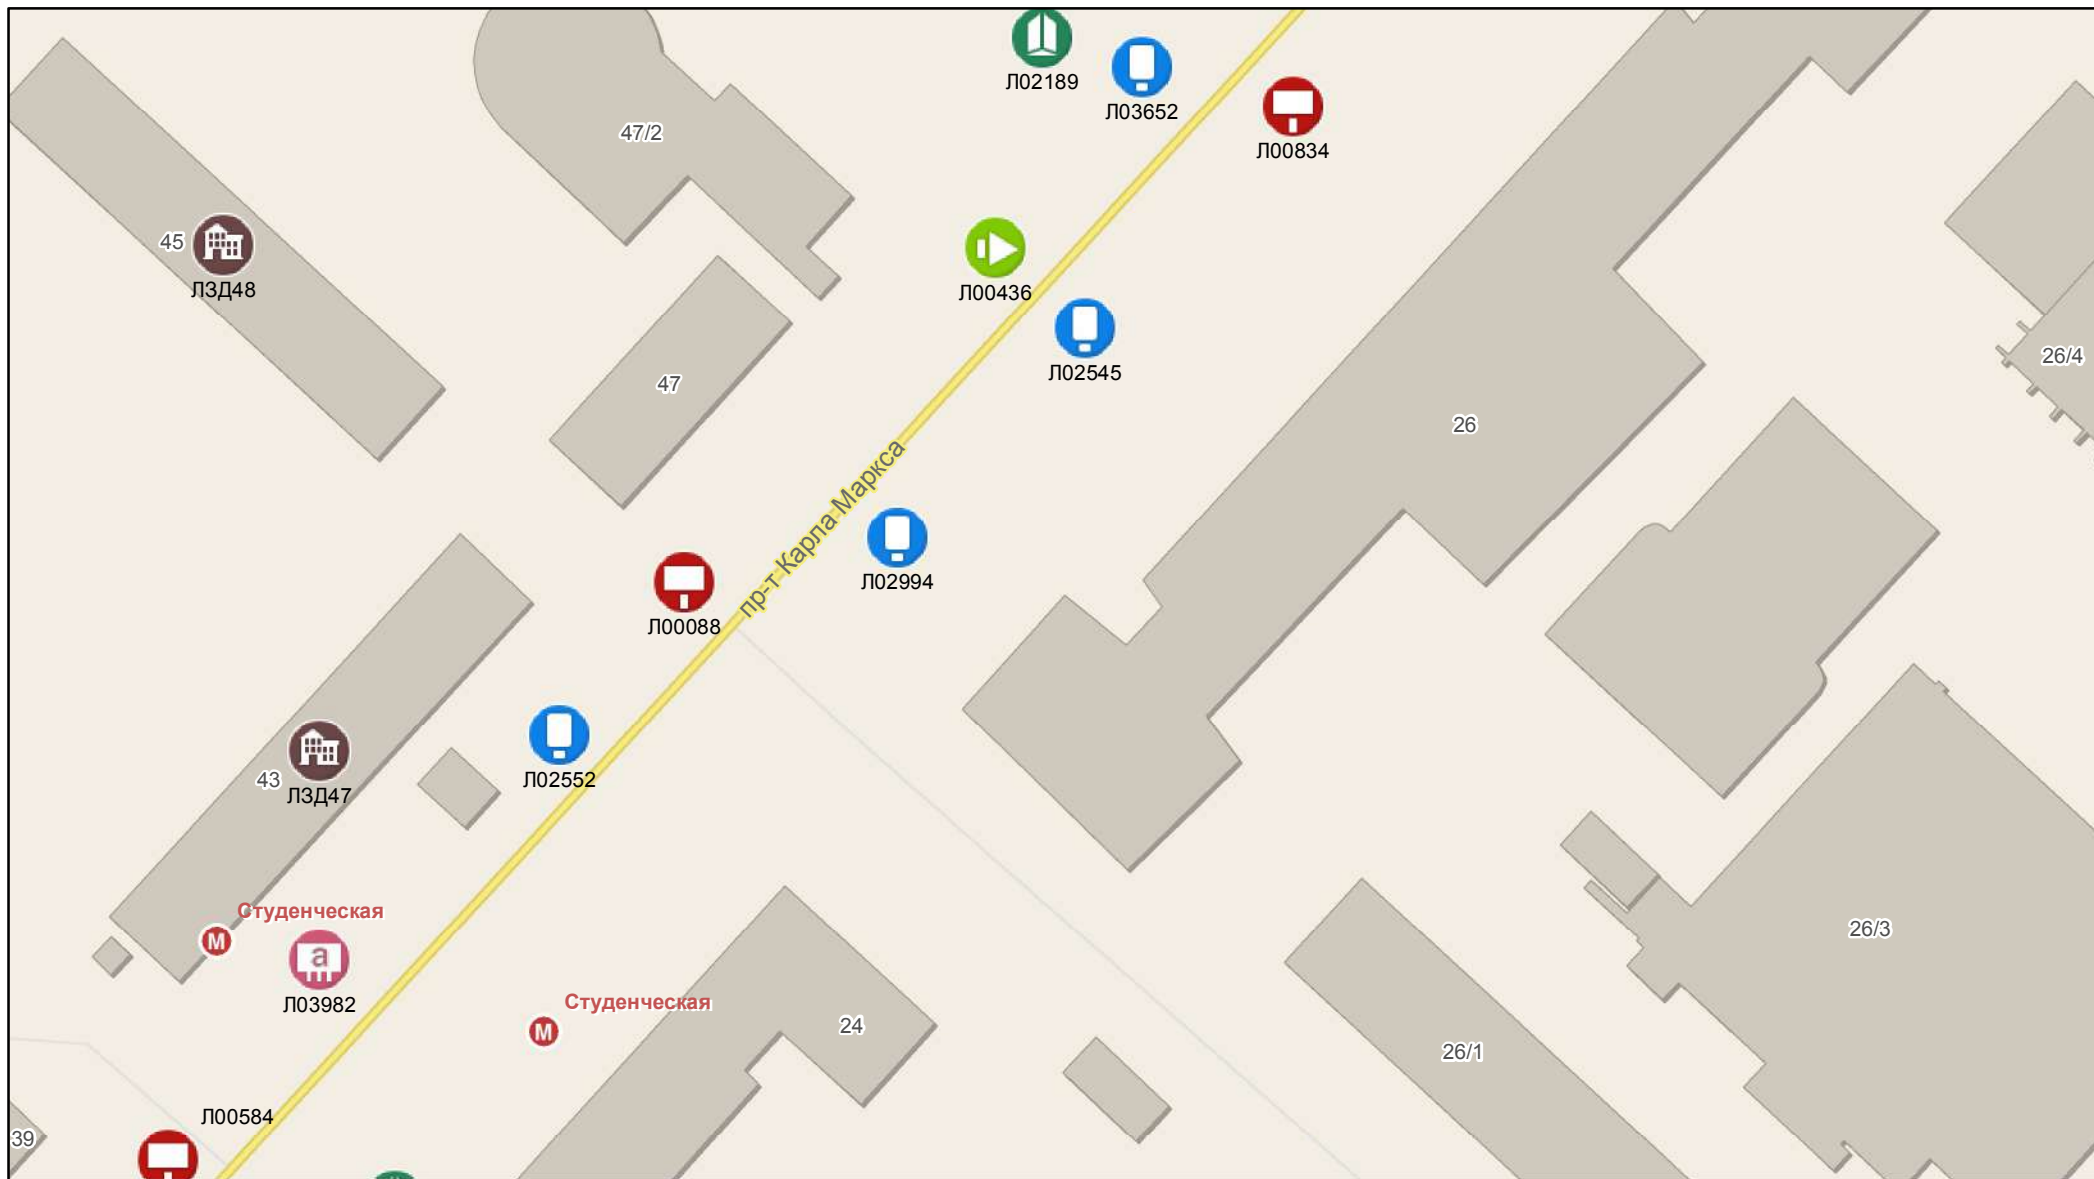 Л02189
Л03652
Л00834
47/2
45
ЛЗД48
Л00436
Л02545
26/4
47
26
пр-т Карла Маркса
Л02994
Л00088
43
ЛЗД47
Л02552
М
Студенческая
а
Л03982
М
Студенческая
24
26/3
26/1
Л00584
39